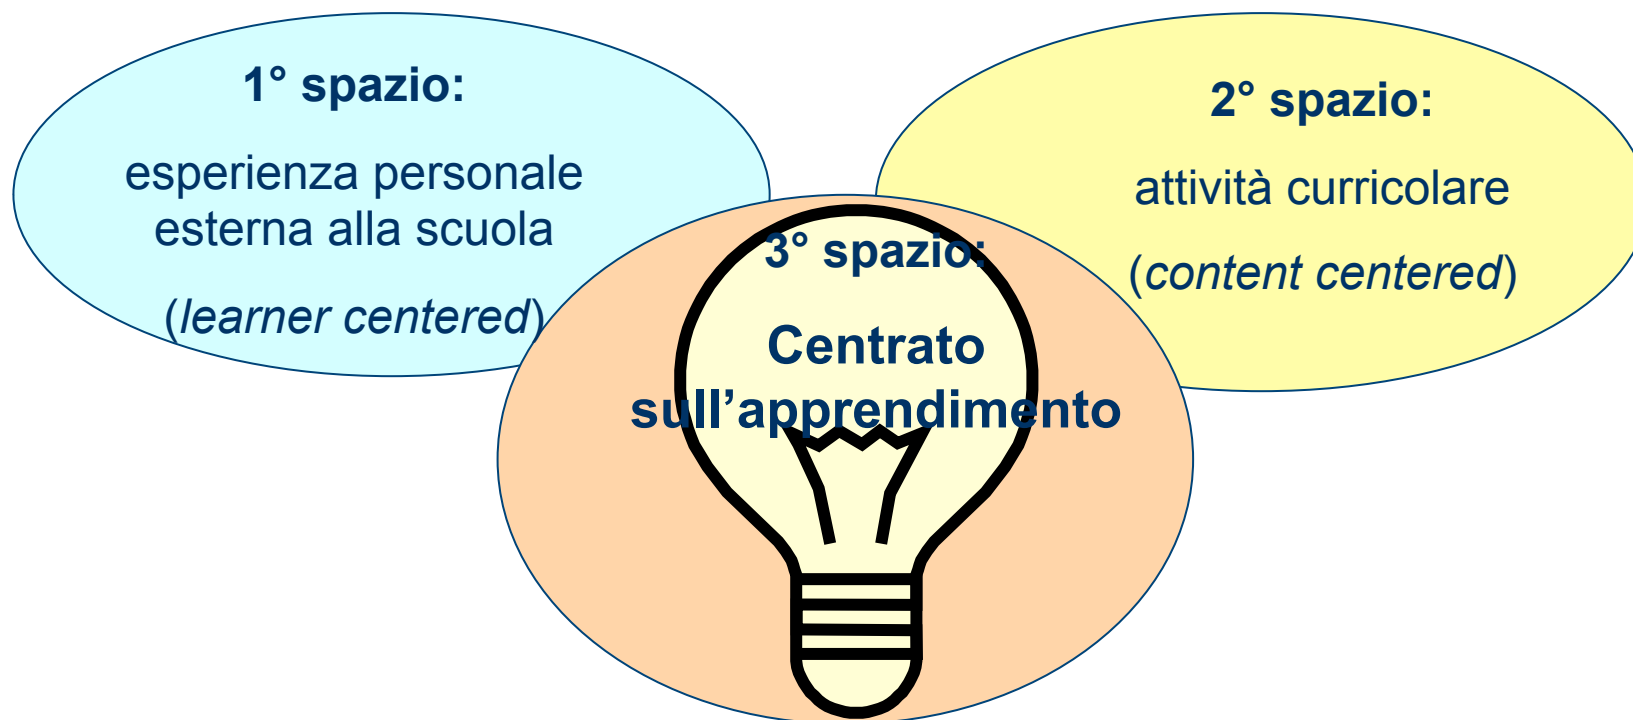 1° spazio:
esperienza personale
esterna alla scuola
(learner centered)
2° spazio:
attività curricolare
(content centered)
3° spazio:
Centrato
sull’apprendimento